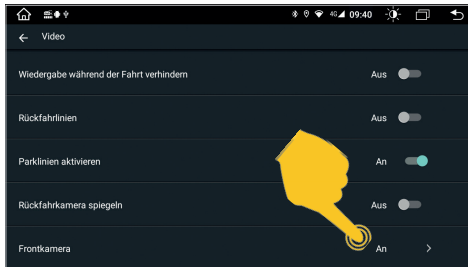 4G 09:40
Video
Wiedergabe während der Fahrt verhindern Aus
Rückfahrlinien Aus
Parklinien aktivieren An
Rückfahrkamera spiegeln Aus
Frontkamera An